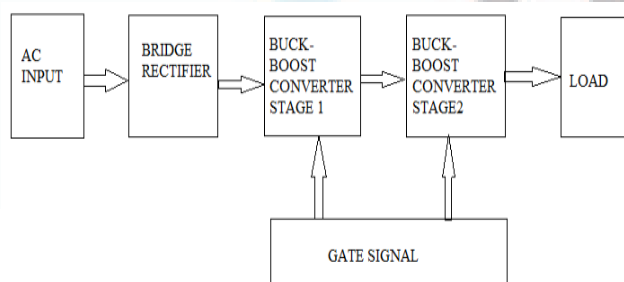 AC
INPUT
BRIDGE
RECTIFIER
BUCK-
BOOST
CONVERTER
STAGE 1
BUCK-
BOOST
CONVERTER
STAGE2
LOAD
GATE SIGNAL